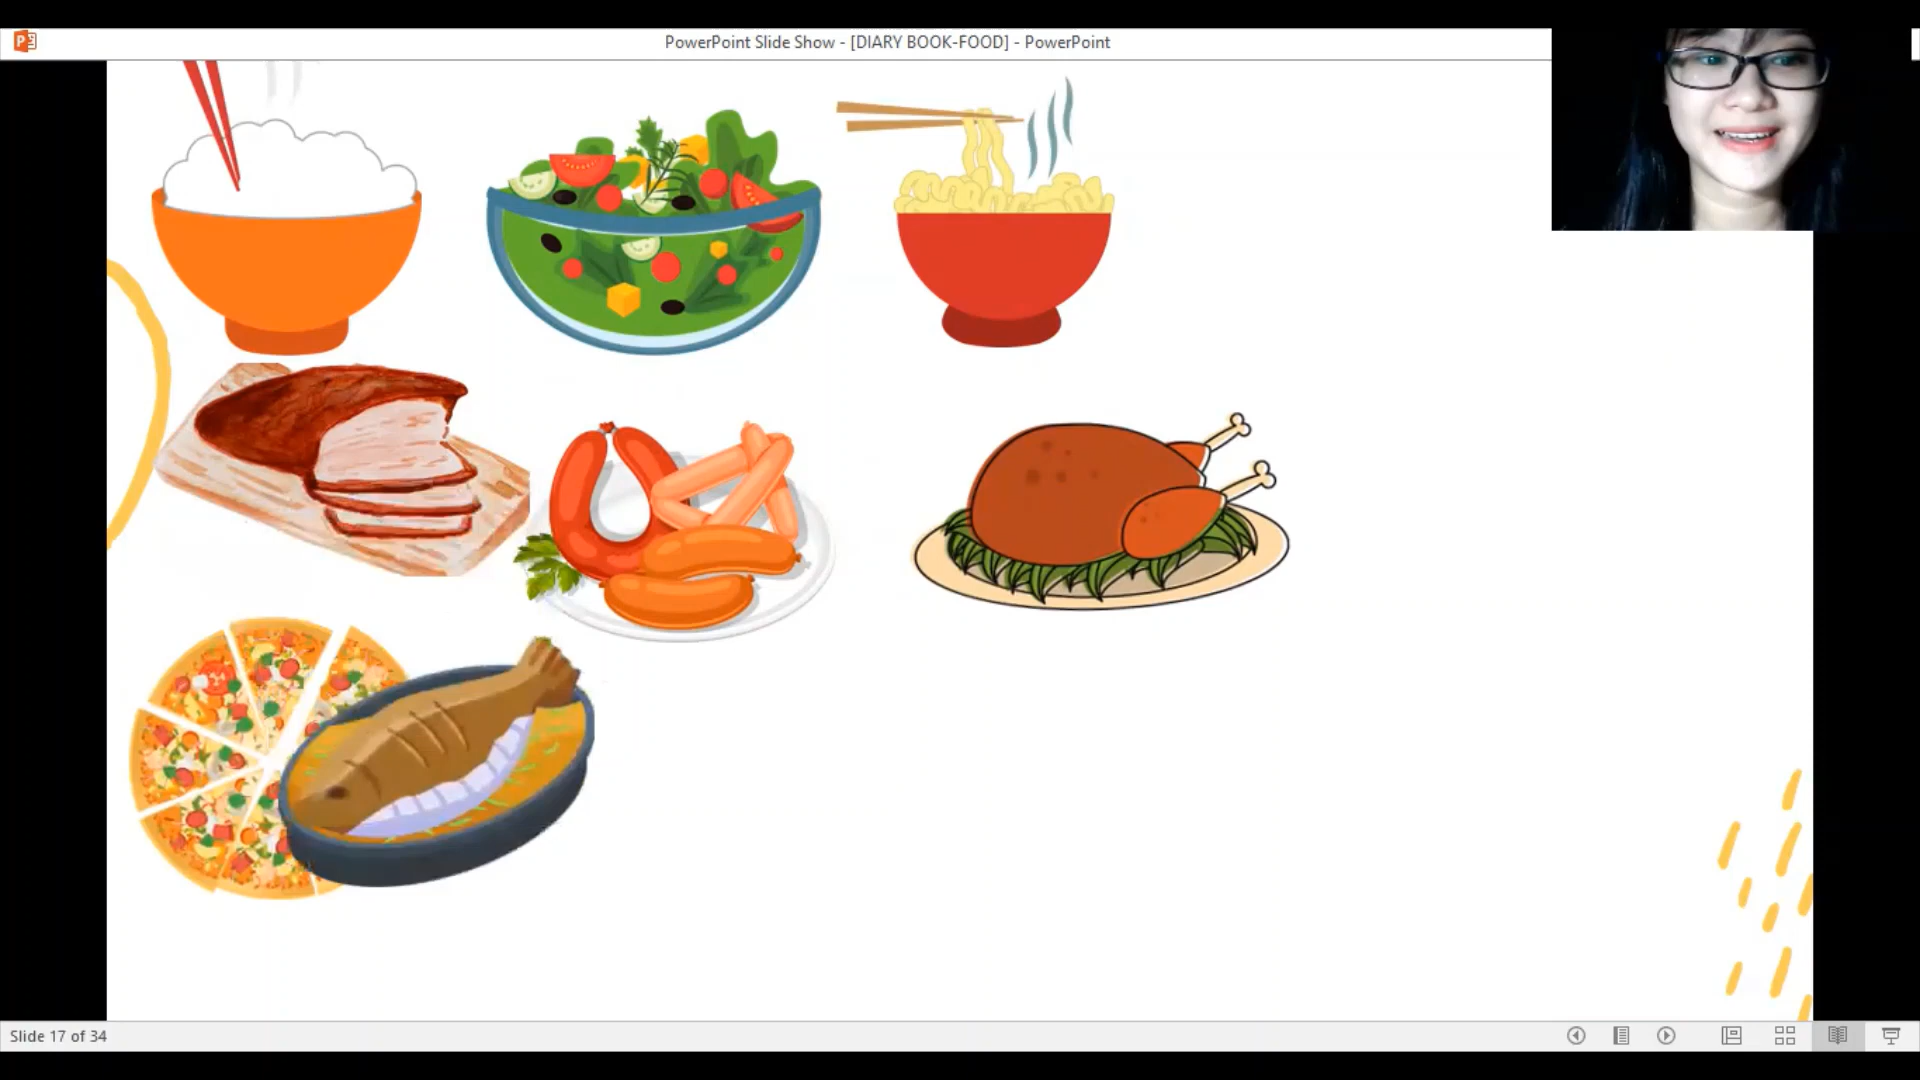 PowerPoint Slide Show - [DIARY BOOK-FOOD] - PowerPoint
Slide 17 of 34